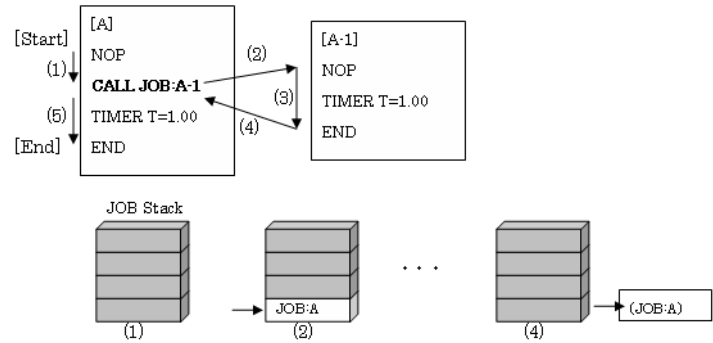 [A]
[A-1]
[Start]
NOP
(2)
NOP
(1)
CALL JOB:A-1
(3)
TIMER T=1.00
(5)
TIMER T=1.00
(4)
END
[End]
END
JOB Stack
. . .
JOB:A
(JOB:A)
(1)
(2)
(4)